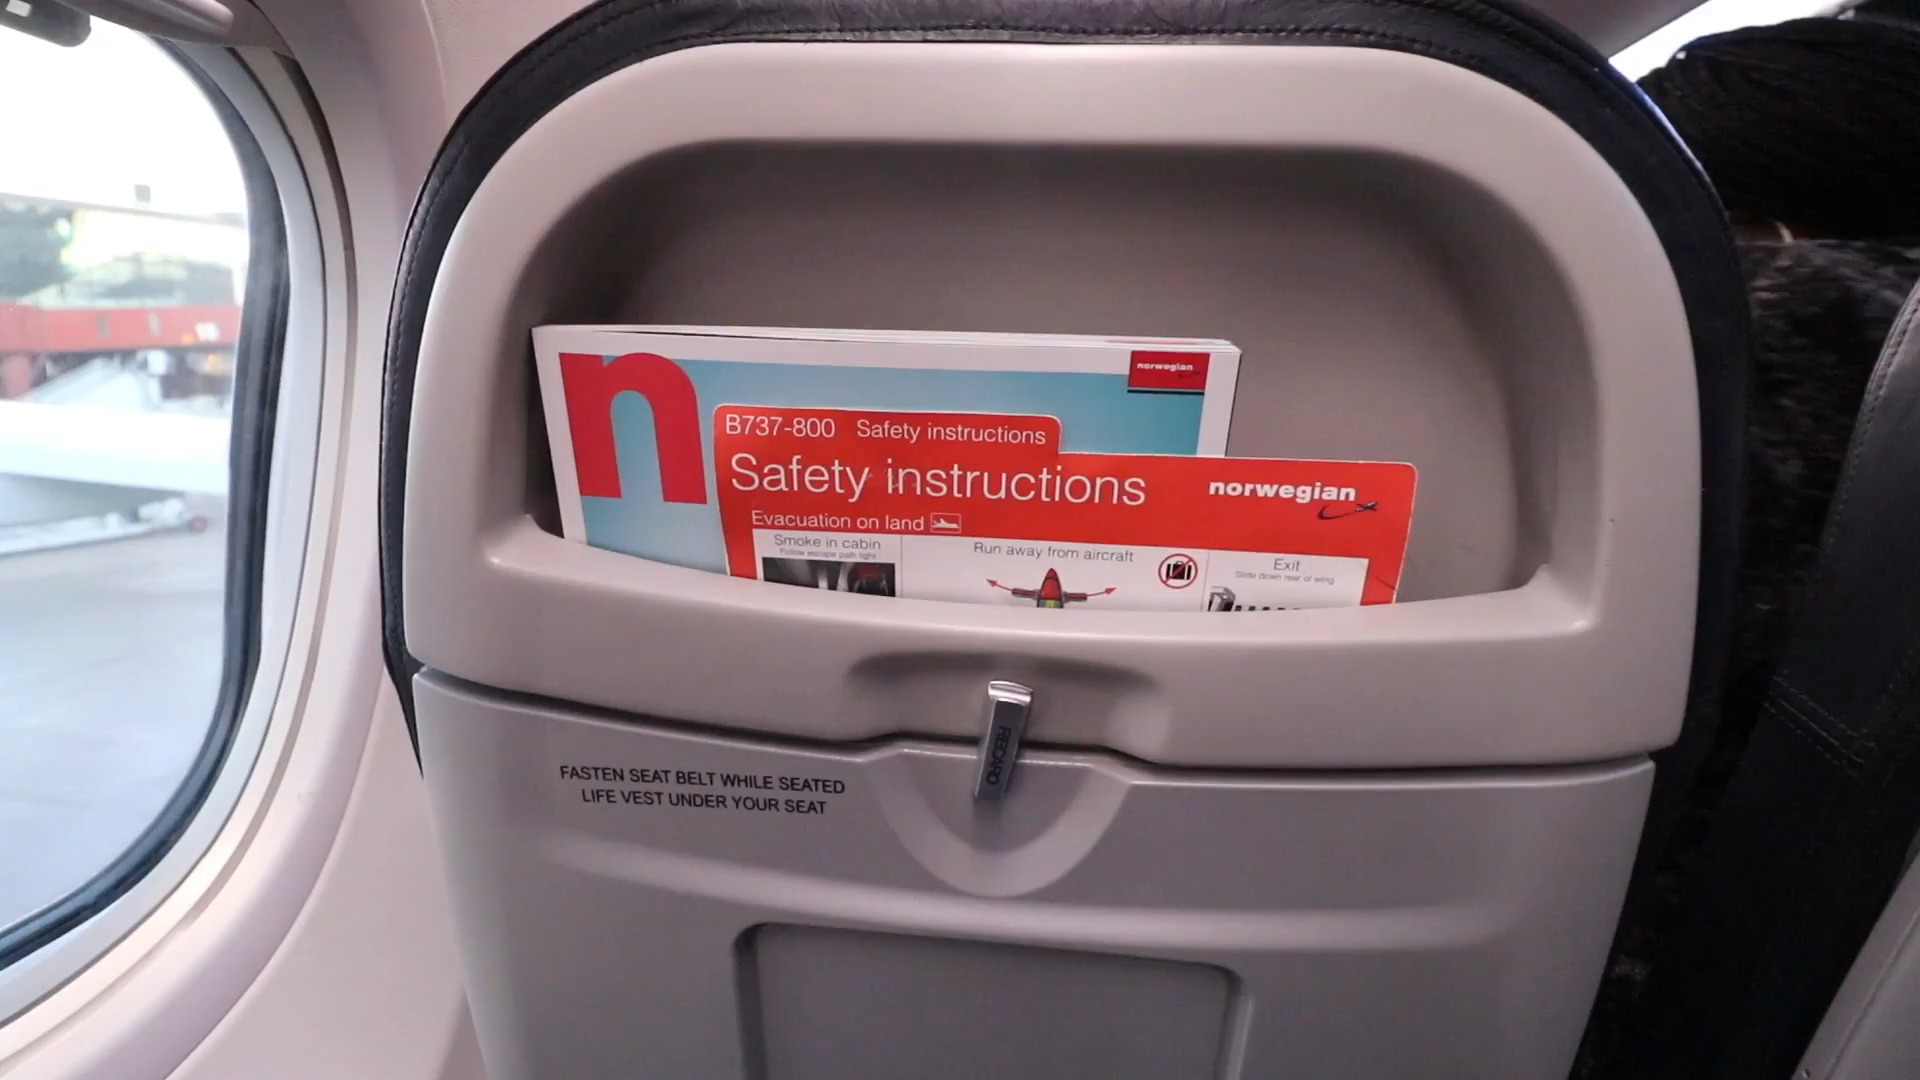 n
norwegian
B737-800 Safety instructions
Safety instructions
norwegian
Evacuation on land
Smoke in cabin
Follow escape path light
Run away from aircraft
Exit
Slide down rear of wing
RECARO
FASTEN SEAT BELT WHILE SEATED
LIFE VEST UNDER YOUR SEAT